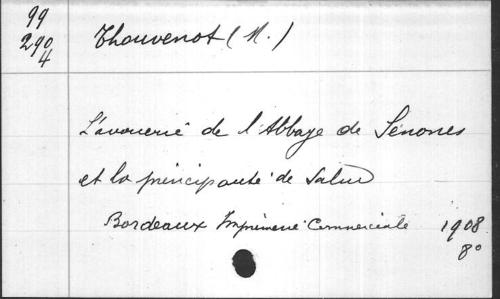 99
290
4
Thouvenot (M.)
L'avouerie de l'Abbaye de Senones
et la principauté de Salm
Bordeaux Imprimerie Commerciale 1908
8°